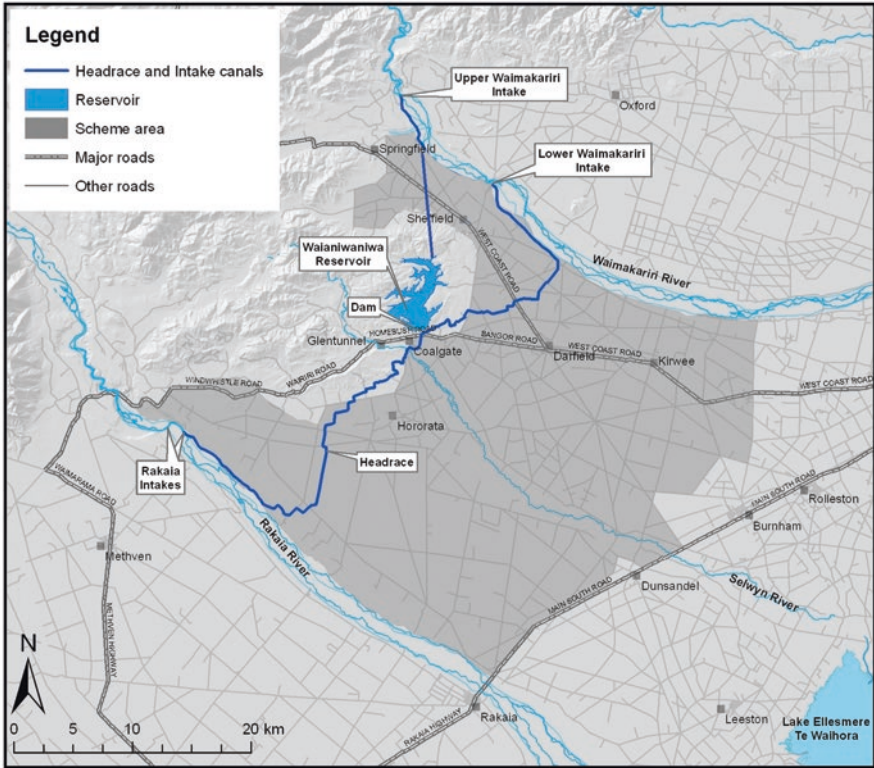 Legend
Headrace and Intake canals
Reservoir
Scheme area
Major roads
Other roads
Upper Waimakariri
Intake
Oxford
Springfield
Lower Waimakariri
Intake
Sheffield
WEST COAST ROAD
Waimakariri River
Waianiwaniwa
Reservoir
Dam
HOMEBUSH ROAD
Glentunnel
Coalgate
BANGOR ROAD
Darfield
WEST COAST ROAD
Kirwee
WEST COAST ROAD
WAIRIRI ROAD
WINDWHISTLE ROAD
Hororata
Headrace
Rakaia
Intakes
WAIMARAMA ROAD
Methven
METHVEN HIGHWAY
Rakaia River
MAIN SOUTH ROAD
Rolleston
Burnham
Dunsandel
MAIN SOUTH ROAD
Selwyn River
N
0 5 10 20 km
RAKAIA HIGHWAY
Rakaia
Leeston
Lake Ellesmere
Te Waihora